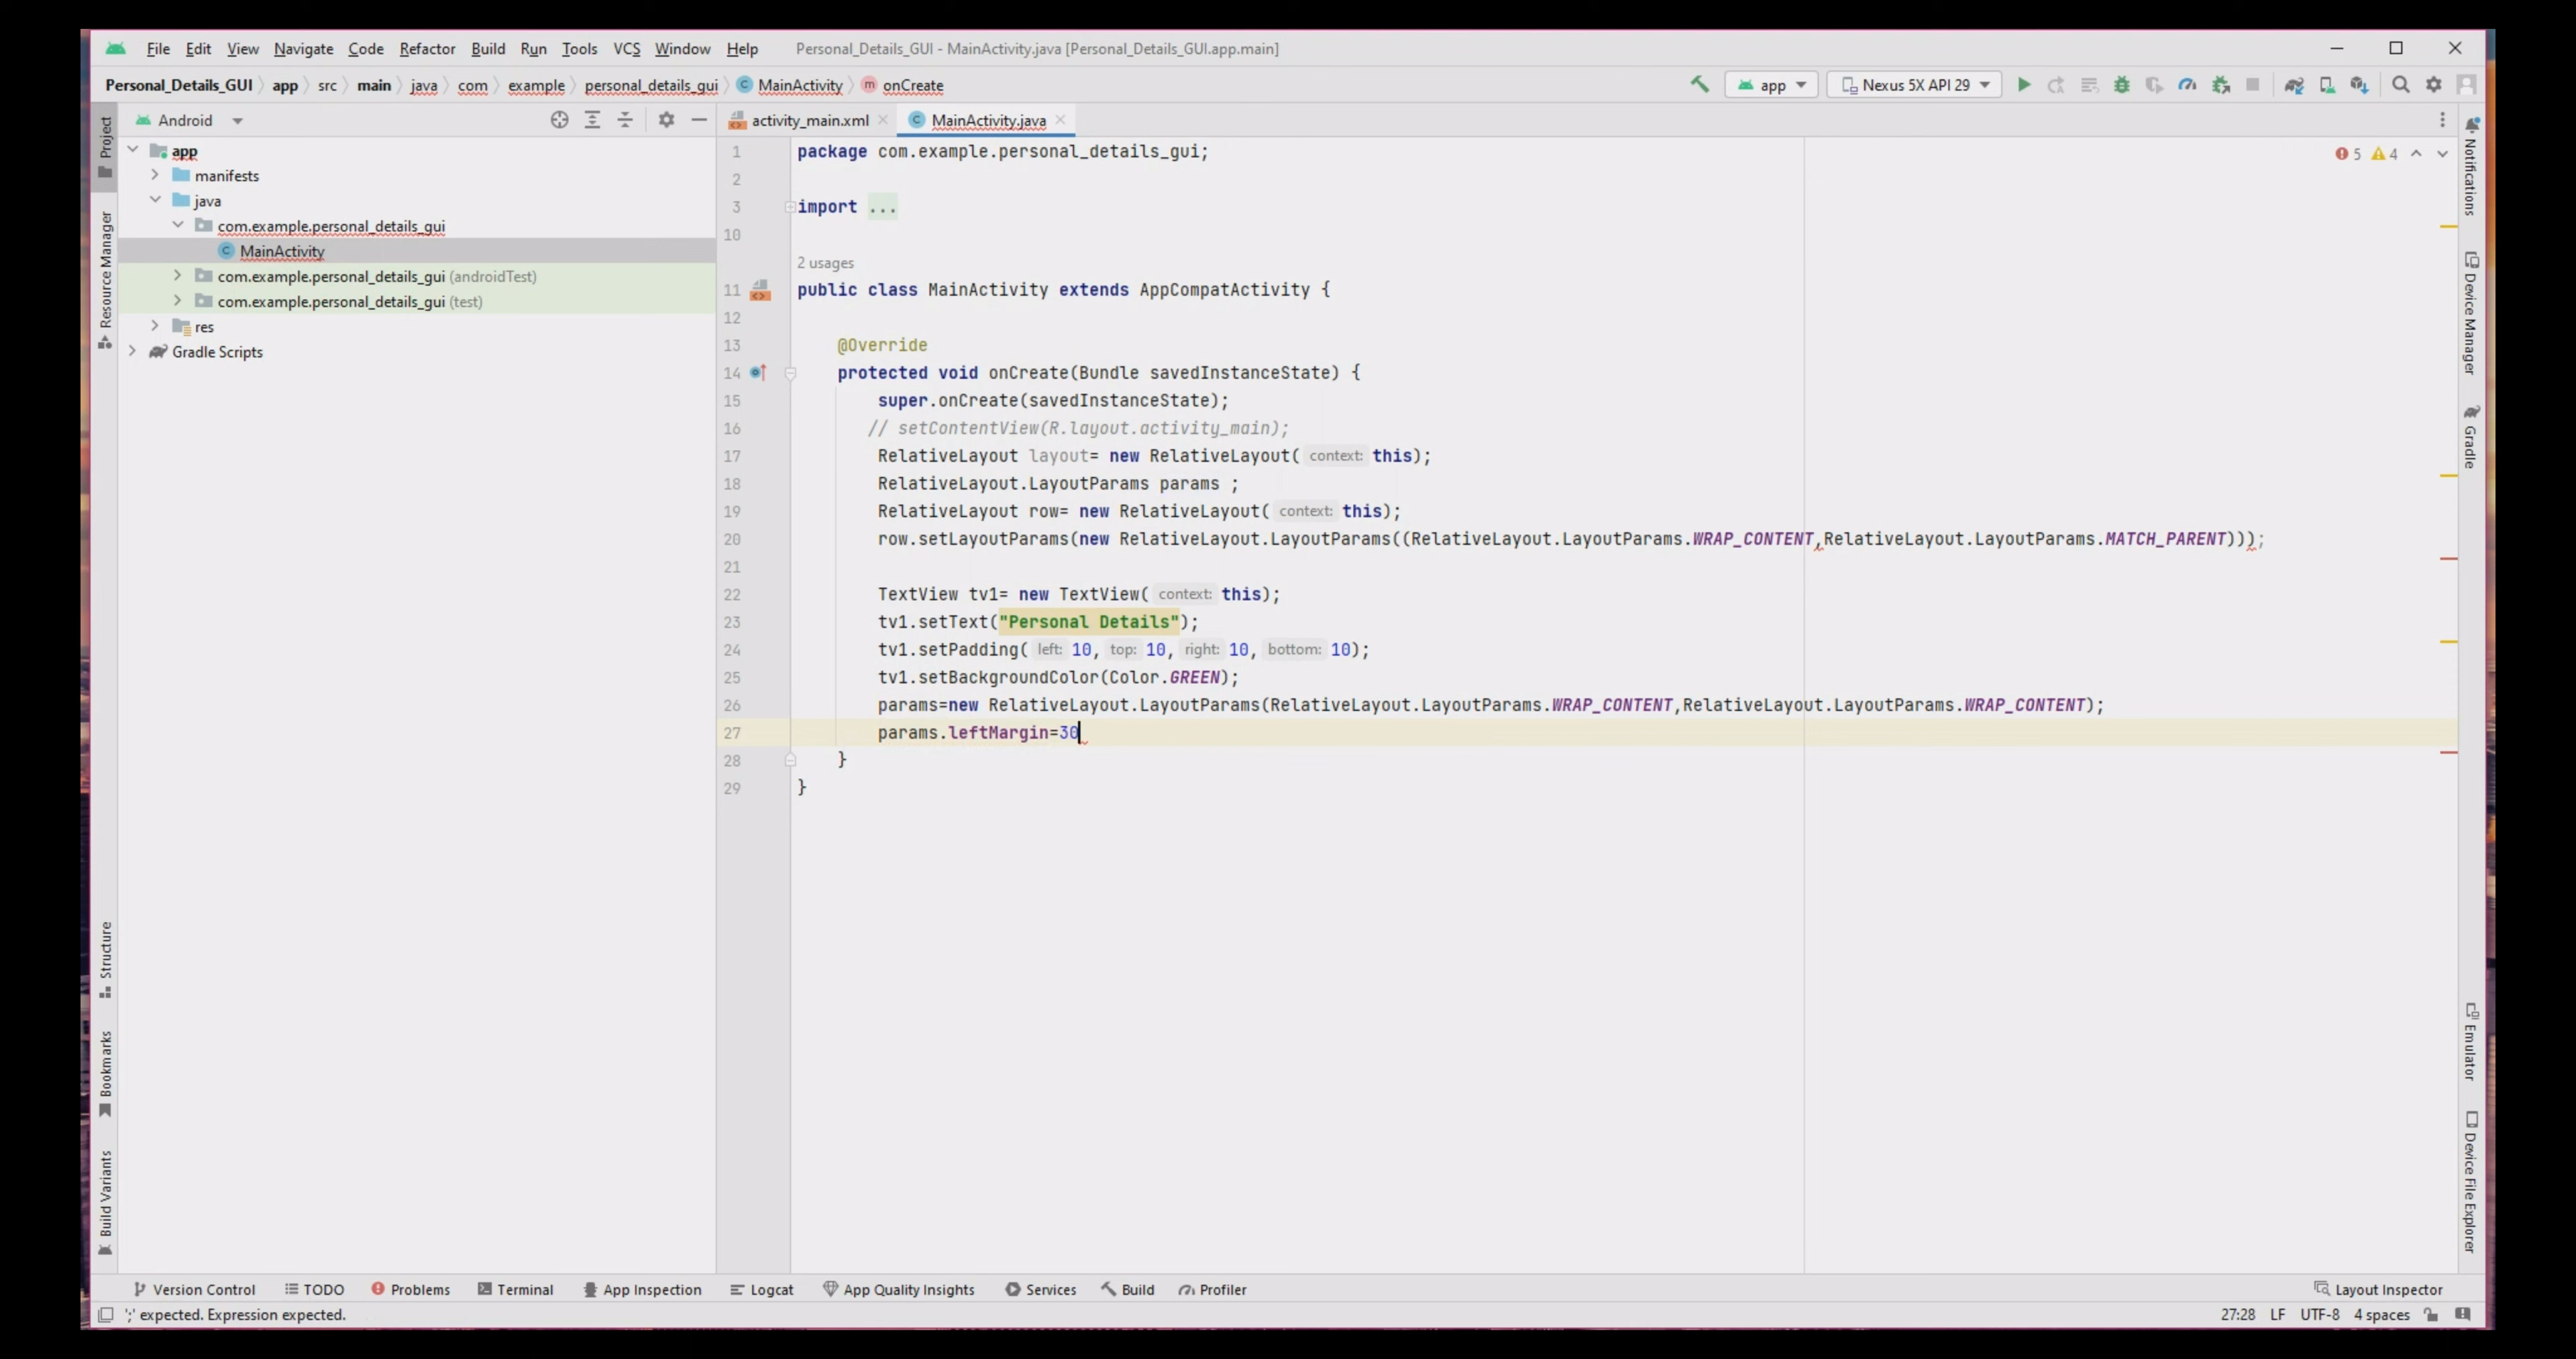 File Edit View Navigate Code Refactor Build Run Tools VCS Window Help Personal_Details_GUI - MainActivity.java [Personal_Details_GUI.app.main]
Personal_Details_GUI app src main java com example personal_details_gui MainActivity onCreate app Nexus 5X API 29
Android
activity_main.xml MainActivity.java
Project
Resource Manager
Structure
Bookmarks
Build Variants
app
manifests
java
com.example.personal_details_gui
MainActivity
com.example.personal_details_gui (androidTest)
com.example.personal_details_gui (test)
res
Gradle Scripts
5 4
1 package com.example.personal_details_gui;
2
3 import ...
10
2 usages
11 public class MainActivity extends AppCompatActivity {
12
13 @Override
14 protected void onCreate(Bundle savedInstanceState) {
15 super.onCreate(savedInstanceState);
16 // setContentView(R.layout.activity_main);
17 RelativeLayout layout= new RelativeLayout( context: this);
18 RelativeLayout.LayoutParams params ;
19 RelativeLayout row= new RelativeLayout( context: this);
20 row.setLayoutParams(new RelativeLayout.LayoutParams((RelativeLayout.LayoutParams.WRAP_CONTENT,RelativeLayout.LayoutParams.MATCH_PARENT)));
21
22 TextView tv1= new TextView( context: this);
23 tv1.setText("Personal Details");
24 tv1.setPadding( left: 10, top: 10, right: 10, bottom: 10);
25 tv1.setBackgroundColor(Color.GREEN);
26 params=new RelativeLayout.LayoutParams(RelativeLayout.LayoutParams.WRAP_CONTENT,RelativeLayout.LayoutParams.WRAP_CONTENT);
27 params.leftMargin=30
28 }
29 }
Notifications
Device Manager
Gradle
Emulator
Device File Explorer
Version Control TODO Problems Terminal App Inspection Logcat App Quality Insights Services Build Profiler Layout Inspector
';' expected. Expression expected. 27:28 LF UTF-8 4 spaces